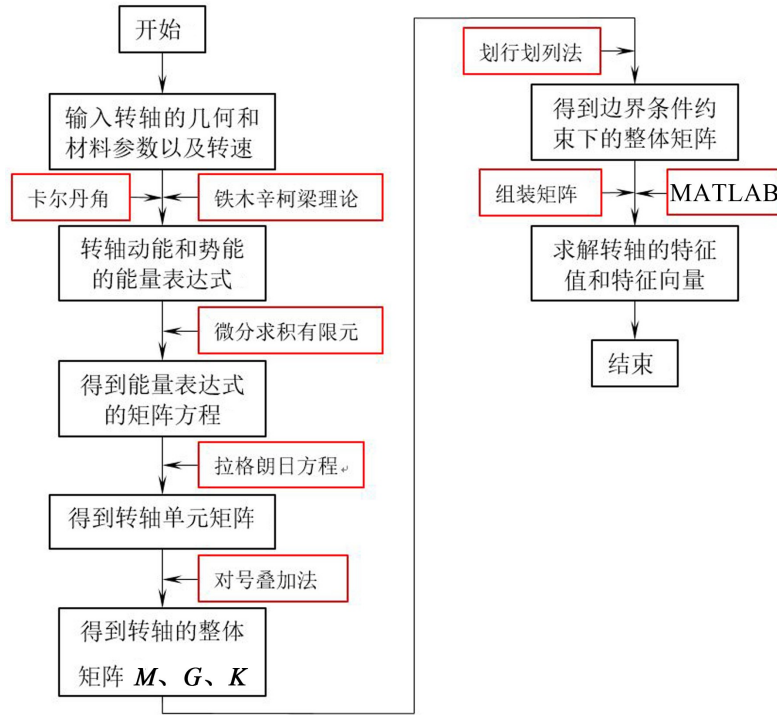 开始
输入转轴的几何和
材料参数以及转速
卡尔丹角
铁木辛柯梁理论
转轴动能和势能
的能量表达式
微分求积有限元
得到能量表达式
的矩阵方程
拉格朗日方程↵
得到转轴单元矩阵
对号叠加法
得到转轴的整体
矩阵 M、G、K
划行划列法
得到边界条件约
束下的整体矩阵
组装矩阵
MATLAB
求解转轴的特征
值和特征向量
结束